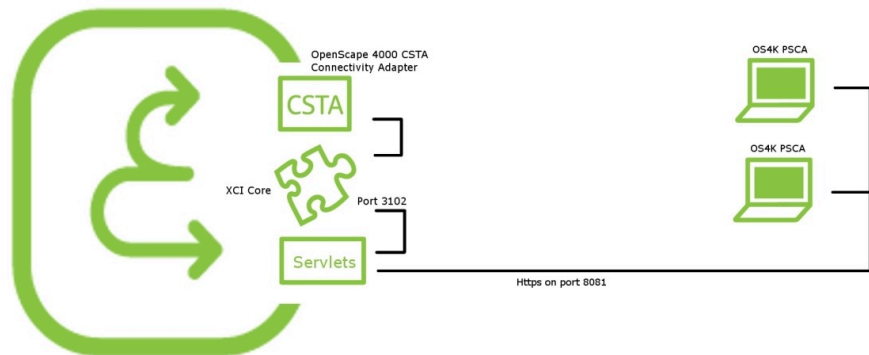 OpenScape 4000 CSTA
Connectivity Adapter
CSTA
XCI Core
Port 3102
Servlets
Https on port 8081
OS4K PSCA
OS4K PSCA